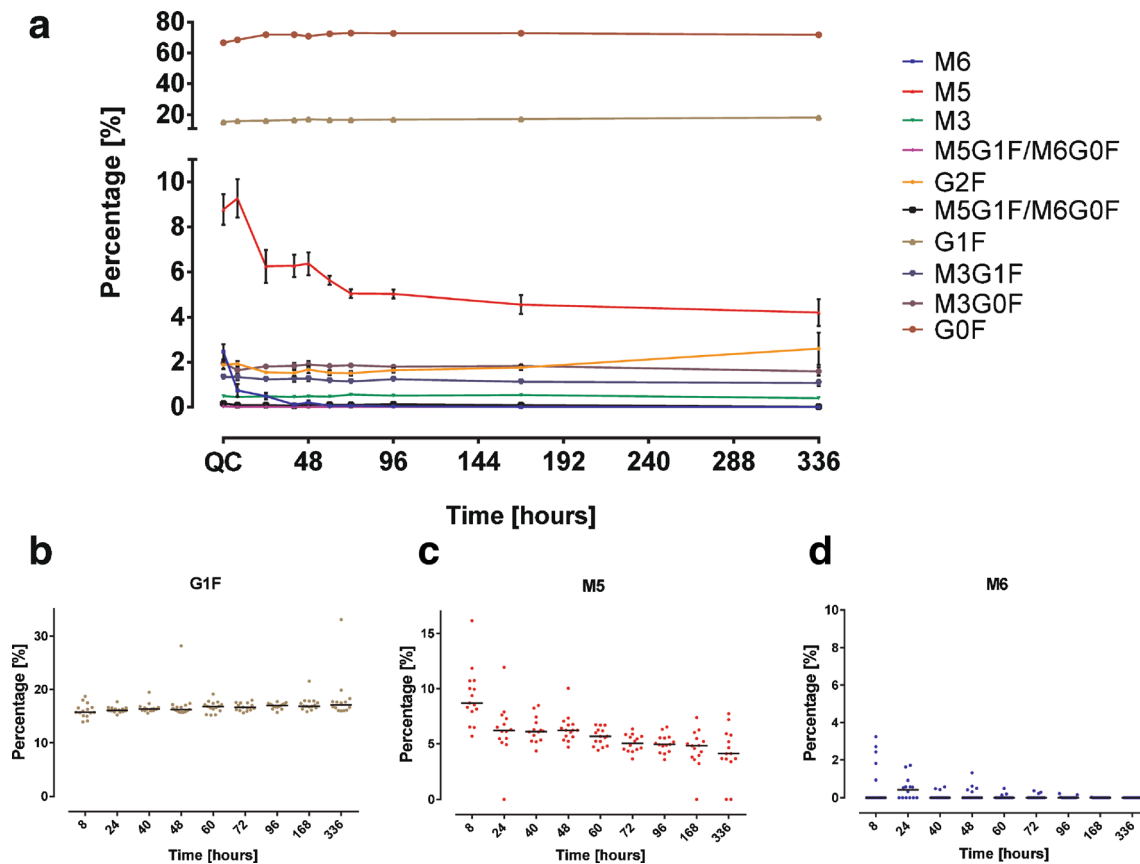 a
Percentage [%]
80
60
40
20
10
8
6
4
2
0
QC 48 96 144 192 240 288 336
Time [hours]
M6
M5
M3
M5G1F/M6G0F
G2F
M5G1F/M6G0F
G1F
M3G1F
M3G0F
G0F
b
G1F
Percentage [%]
30
20
10
0
8 24 40 48 60 72 96 168 336
Time [hours]
c
M5
Percentage [%]
15
10
5
0
8 24 40 48 60 72 96 168 336
Time [hours]
d
M6
Percentage [%]
10
8
6
4
2
0
8 24 40 48 60 72 96 168 336
Time [hours]